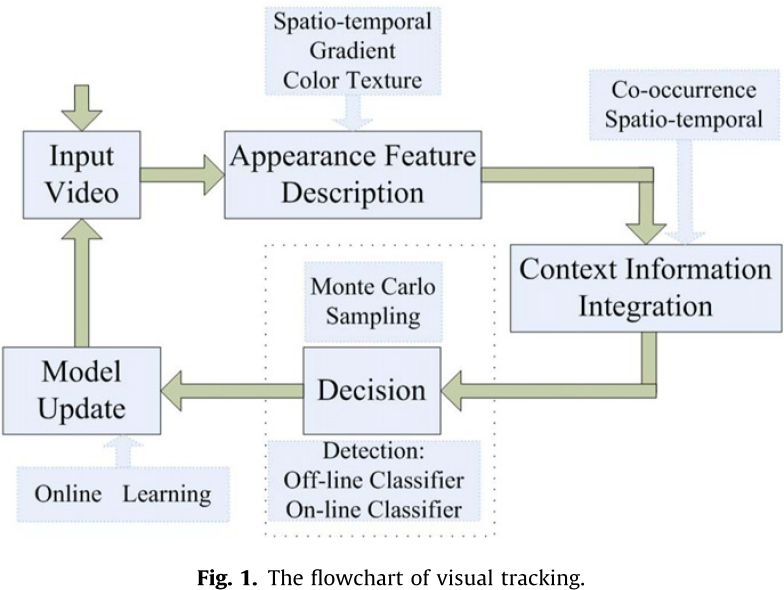 Spatio-temporal
Gradient
Color Texture
Co-occurrence
Spatio-temporal
Input
Video
Appearance Feature
Description
Context Information
Integration
Monte Carlo
Sampling
Decision
Detection:
Off-line Classifier
On-line Classifier
Model
Update
Online Learning
Fig. 1. The flowchart of visual tracking.